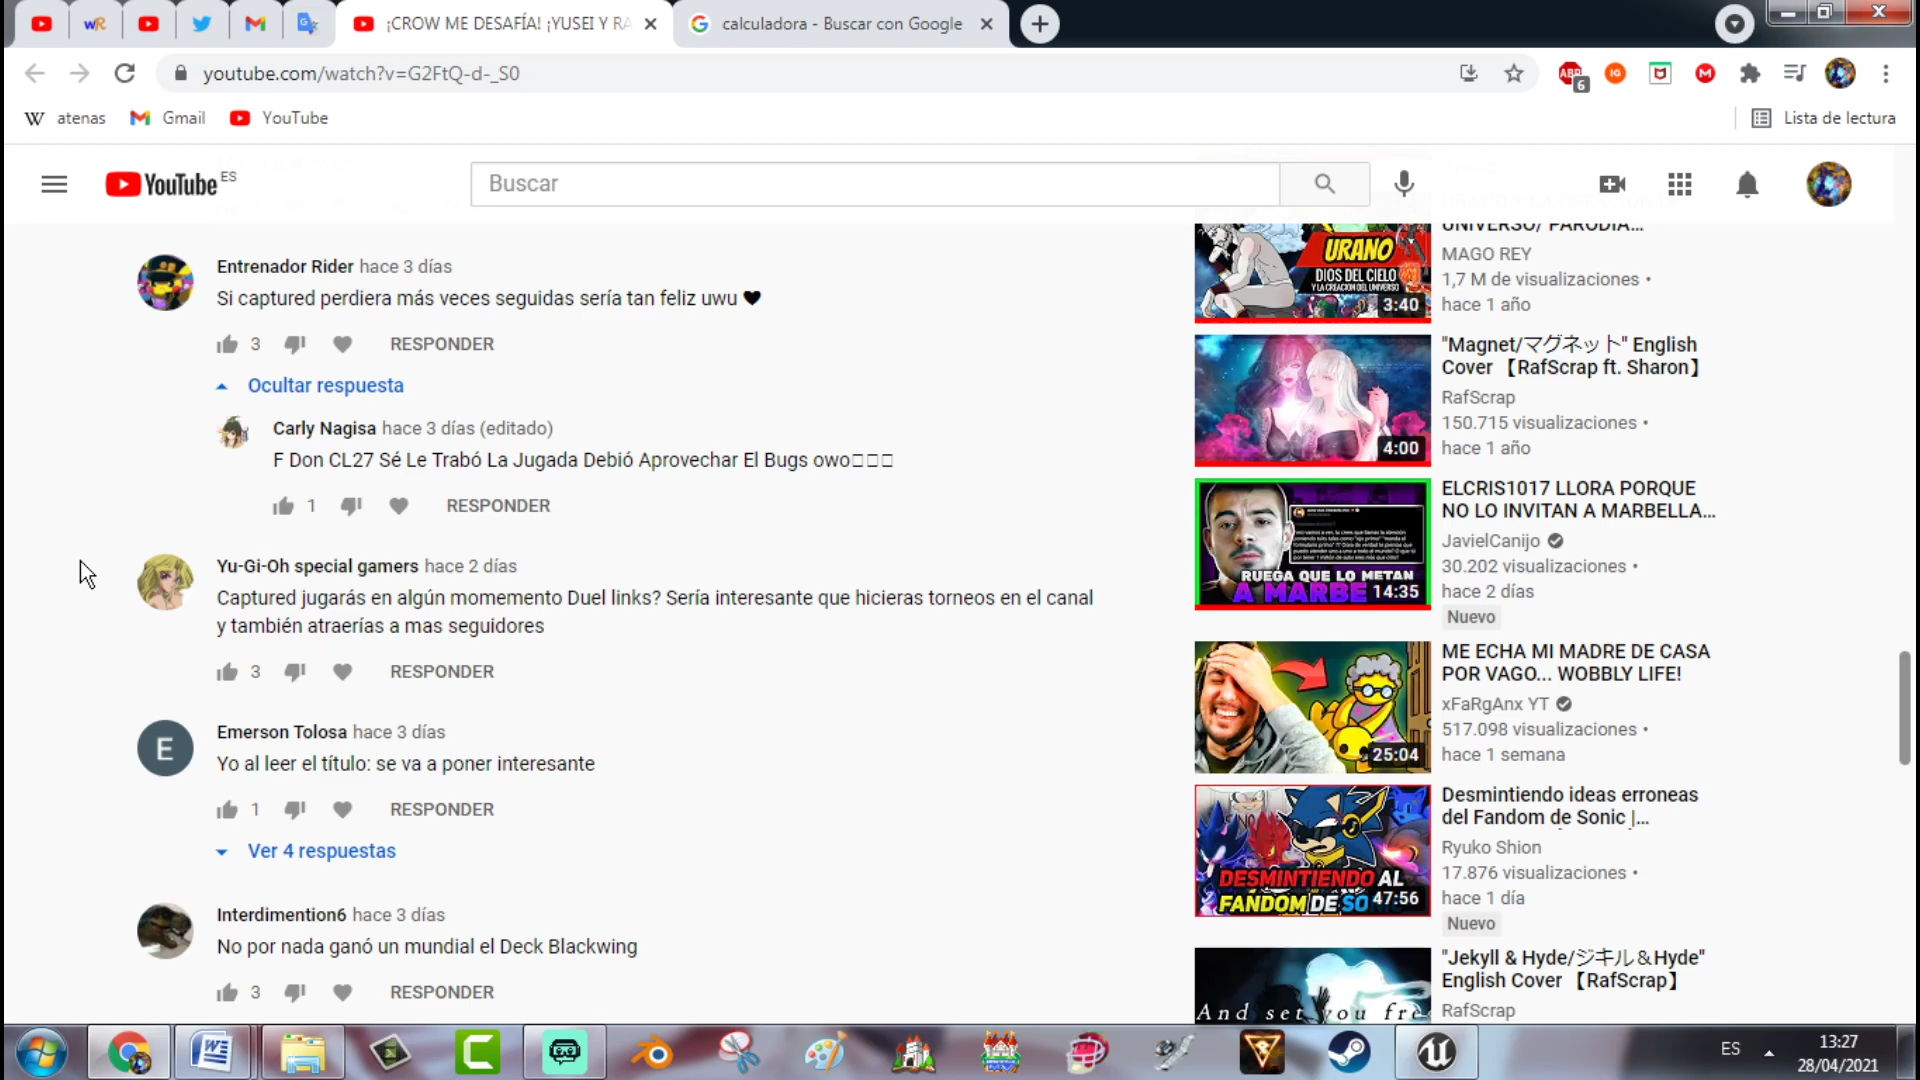 ¡CROW ME DESAFÍA! ¡YUSEI Y RA
calculadora - Buscar con Google
youtube.com/watch?v=G2FtQ-d-_S0
ABP
6
IG
W atenas
Gmail
YouTube
Lista de lectura
YouTube ES
Buscar
Entrenador Rider hace 3 días
Si captured perdiera más veces seguidas sería tan feliz uwu ♥
3 RESPONDER
Ocultar respuesta
Carly Nagisa hace 3 días (editado)
F Don CL27 Sé Le Trabó La Jugada Debió Aprovechar El Bugs owo□□□
1 RESPONDER
Yu-Gi-Oh special gamers hace 2 días
Captured jugarás en algún momemento Duel links? Sería interesante que hicieras torneos en el canal
y también atraerías a mas seguidores
3 RESPONDER
E
Emerson Tolosa hace 3 días
Yo al leer el título: se va a poner interesante
1 RESPONDER
Ver 4 respuestas
Interdimention6 hace 3 días
No por nada ganó un mundial el Deck Blackwing
3 RESPONDER
URANO
DIOS DEL CIELO
Y LA CREACION DEL UNIVERSO
3:40
UNIVERSO/ PARODIA...
MAGO REY
1,7 M de visualizaciones •
hace 1 año
4:00
"Magnet/マグネット" English
Cover 【RafScrap ft. Sharon】
RafScrap
150.715 visualizaciones •
hace 1 año
RUEGA QUE LO METAN
A MARBE
14:35
ELCRIS1017 LLORA PORQUE
NO LO INVITAN A MARBELLA...
JavielCanijo
30.202 visualizaciones •
hace 2 días
Nuevo
25:04
ME ECHA MI MADRE DE CASA
POR VAGO... WOBBLY LIFE!
xFaRgAnx YT
517.098 visualizaciones •
hace 1 semana
DESMINTIENDO AL
FANDOM DE SO
47:56
Desmintiendo ideas erroneas
del Fandom de Sonic |...
Ryuko Shion
17.876 visualizaciones •
hace 1 día
Nuevo
And set you fre
"Jekyll & Hyde/ジキル＆Hyde"
English Cover 【RafScrap】
RafScrap
ES
13:27
28/04/2021